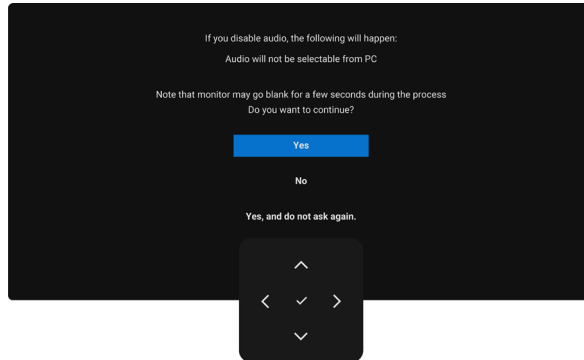 If you disable audio, the following will happen:
Audio will not be selectable from PC
Note that monitor may go blank for a few seconds during the process
Do you want to continue?
Yes
No
Yes, and do not ask again.